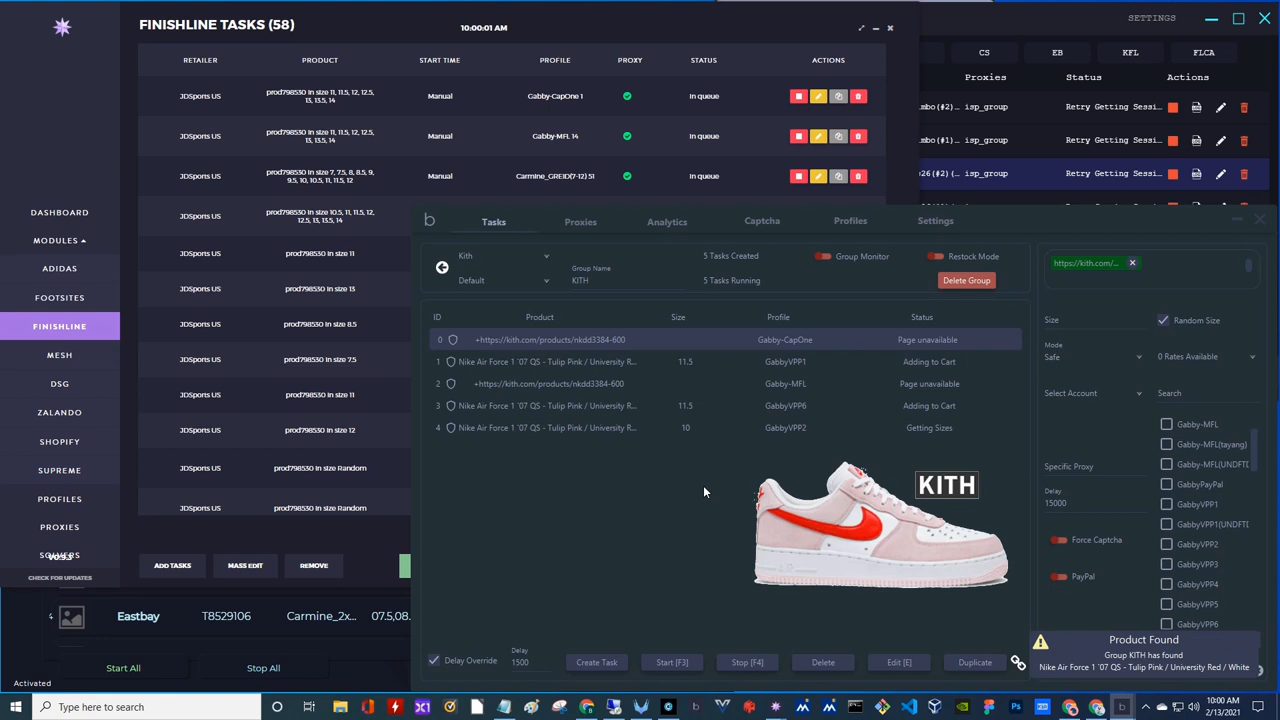 FINISHLINE TASKS (58)
10:00:01 AM
SETTINGS
CS EB KFL FLCA
RETAILER PRODUCT START TIME PROFILE PROXY STATUS ACTIONS
Proxies Status Actions
JDSports US prod798530 in size 11, 11.5, 12, 12.5, 13, 13.5, 14 Manual Gabby-CapOne 1 In queue
JDSports US prod798530 in size 11, 11.5, 12, 12.5, 13, 13.5, 14 Manual Gabby-MFL 14 In queue
JDSports US prod798530 in size 7, 7.5, 8, 8.5, 9, 9.5, 10, 10.5, 11, 11.5, 12 Manual Carmine_GREID(7-12) 51 In queue
JDSports US prod798530 in size 10.5, 11, 11.5, 12, 12.5, 13, 13.5, 14
JDSports US prod798530 in size 11
JDSports US prod798530 in size 13
JDSports US prod798530 in size 8.5
JDSports US prod798530 in size 7.5
JDSports US prod798530 in size 11
JDSports US prod798530 in size 12
JDSports US prod798530 in size Random
JDSports US prod798530 in size Random
mbo(#2)… isp_group Retry Getting Sessi…
mbo(#1)… isp_group Retry Getting Sessi…
e26(#2)(… isp_group Retry Getting Sessi…
DASHBOARD
MODULES
ADIDAS
FOOTSITES
FINISHLINE
MESH
DSG
ZALANDO
SHOPIFY
SUPREME
PROFILES
PROXIES
CHECK FOR UPDATES
ADD TASKS MASS EDIT REMOVE
Eastbay T8529106 Carmine_2x… 07.5,08.
Start All Stop All
Activated
b Tasks Proxies Analytics Captcha Profiles Settings
Kith 5 Tasks Created Group Monitor Restock Mode
Group Name
Default KITH 5 Tasks Running Delete Group
ID Product Size Profile Status
0 +https://kith.com/products/nkdd3384-600 Gabby-CapOne Page unavailable
1 Nike Air Force 1 `07 QS - Tulip Pink / University R... 11.5 GabbyVPP1 Adding to Cart
2 +https://kith.com/products/nkdd3384-600 Gabby-MFL Page unavailable
3 Nike Air Force 1 `07 QS - Tulip Pink / University R... 11.5 GabbyVPP6 Adding to Cart
4 Nike Air Force 1 `07 QS - Tulip Pink / University R... 10 GabbyVPP2 Getting Sizes
KITH
Delay Override
Delay
1500
Create Task Start [F3] Stop [F4] Delete Edit [E] Duplicate
https://kith.com/...
Size Random Size
Mode
Safe 0 Rates Available
Select Account Search
Gabby-MFL
Gabby-MFL(tayang)
Gabby-MFL(UNDFTI
GabbyPayPal
GabbyVPP1
GabbyVPP1(UNDFTI
GabbyVPP2
GabbyVPP3
GabbyVPP4
GabbyVPP5
GabbyVPP6
Specific Proxy
Delay
15000
Force Captcha
PayPal
Product Found
Group KITH has found
Nike Air Force 1 `07 QS - Tulip Pink / University Red / White
Type here to search
10:00 AM
2/13/2021